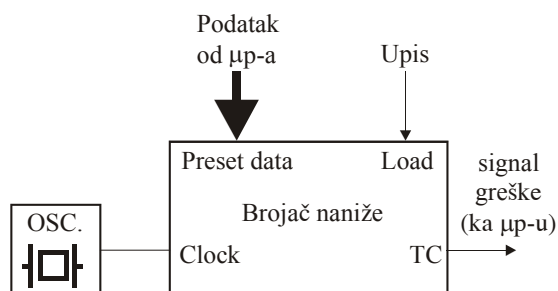 Podatak
od μp-a
Upis
Preset data
Load
signal
greške
(ka μp-u)
Brojač naniže
OSC.
Clock
TC